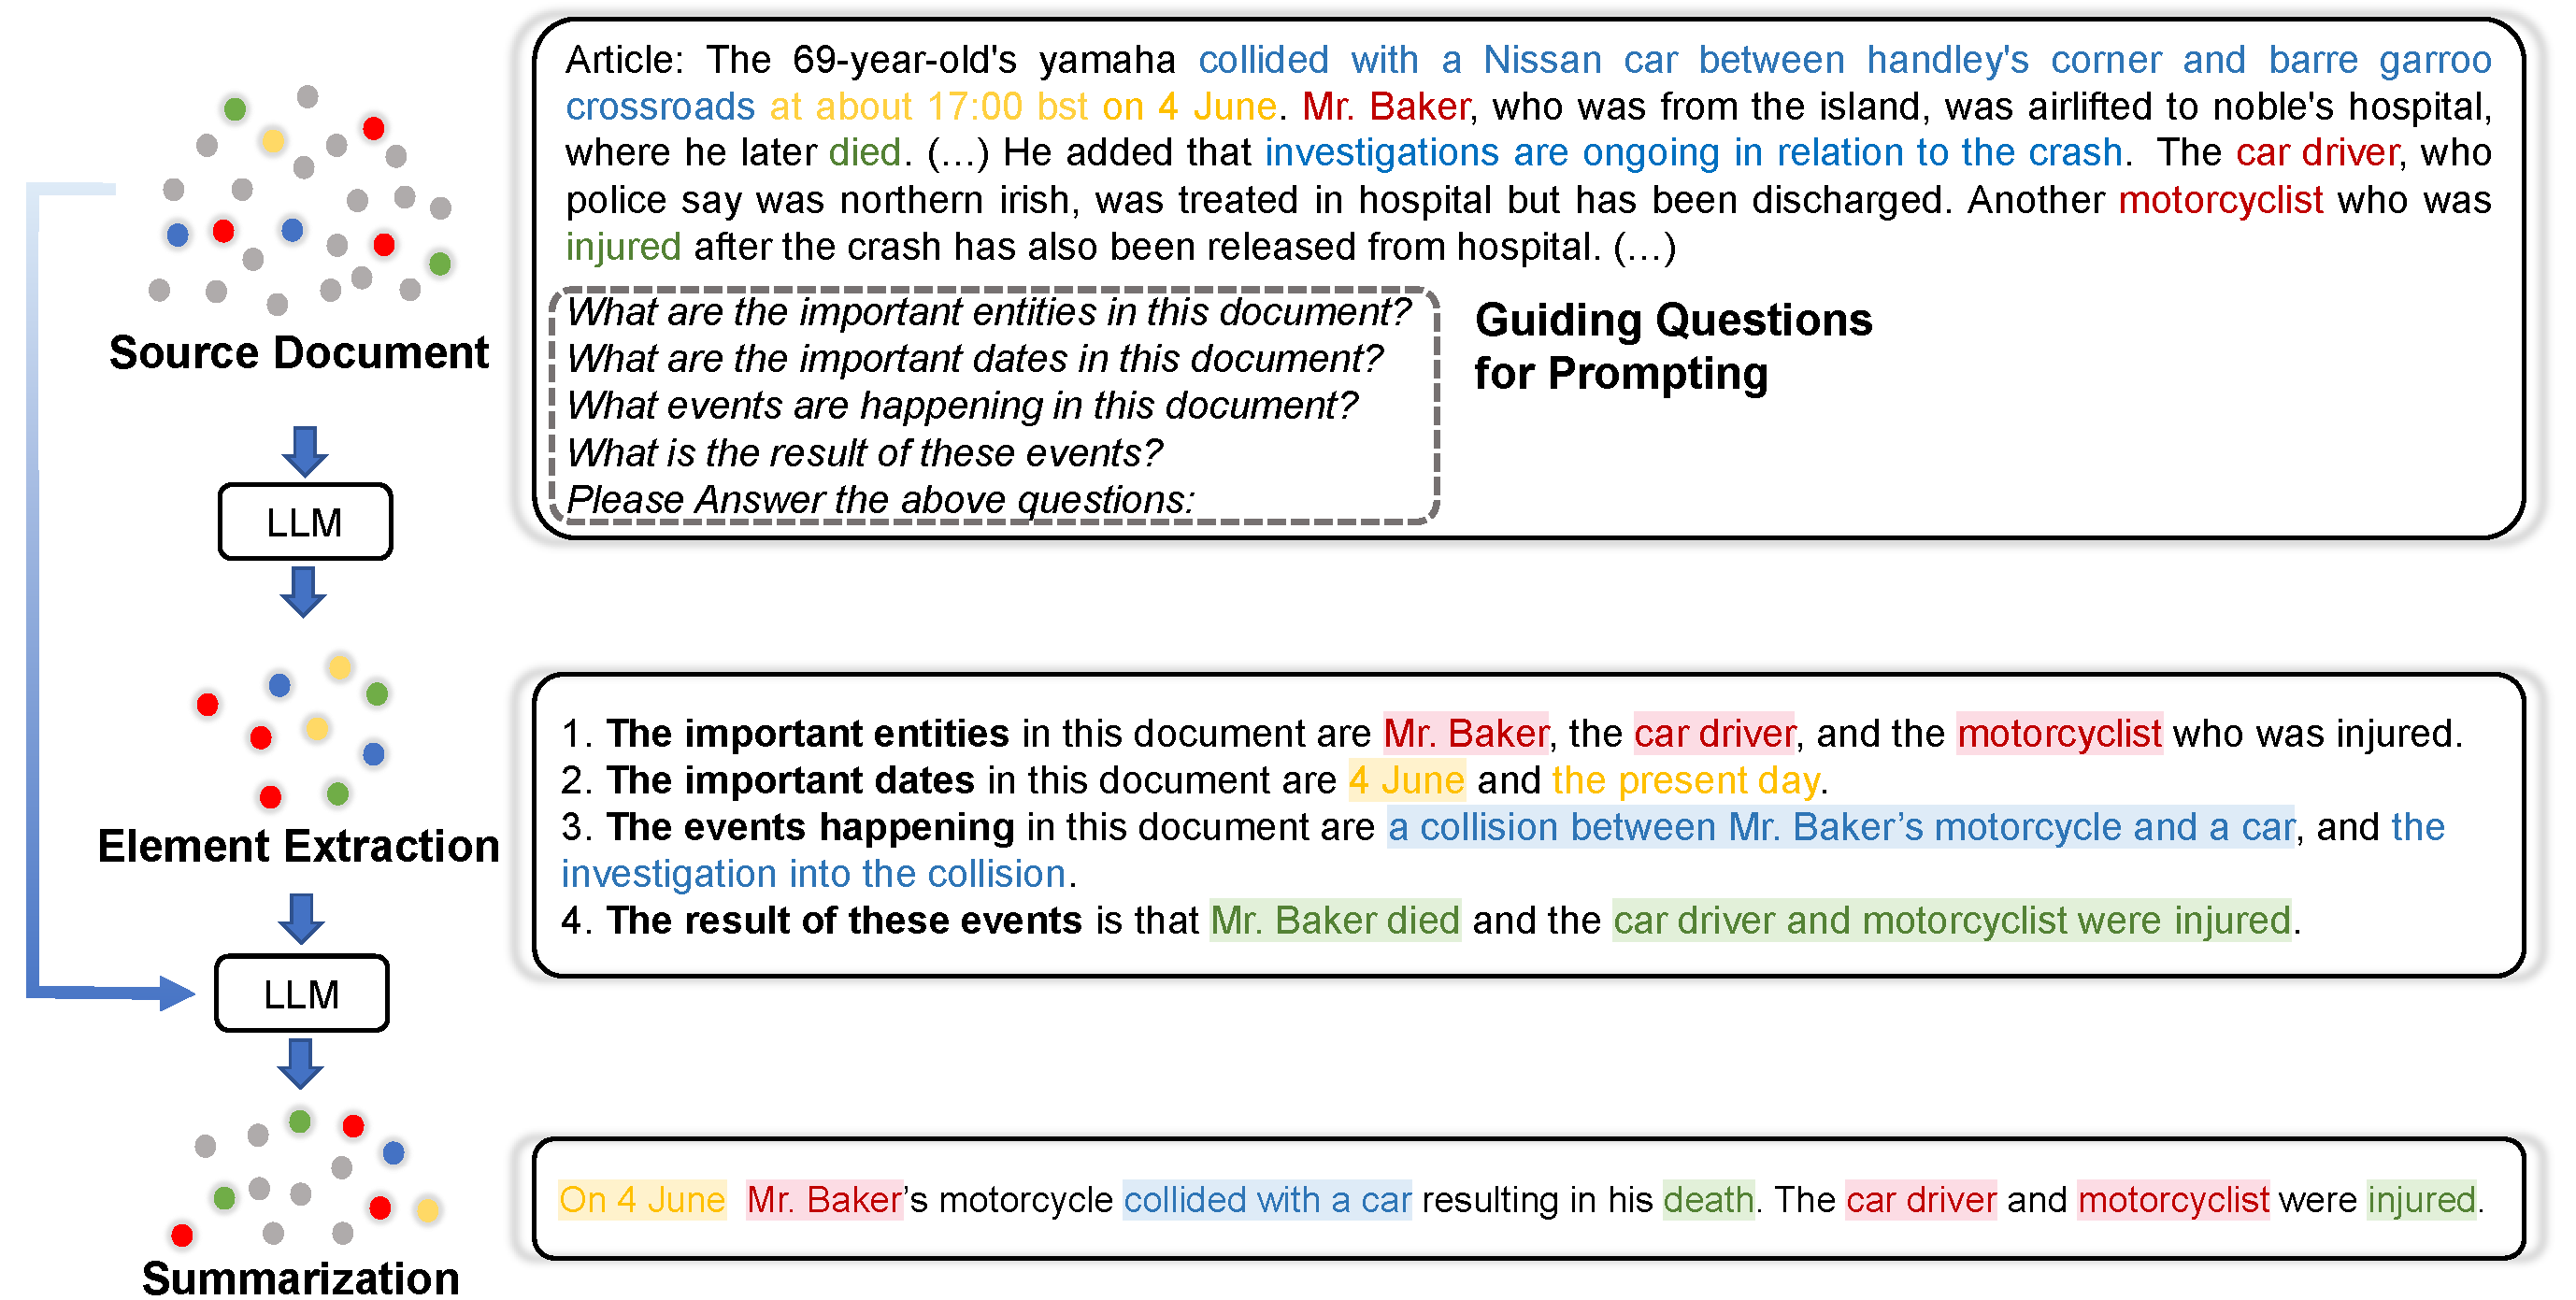 Article: The 69-year-old's yamaha collided with a Nissan car between handley's corner and barre garroo
crossroads at about 17:00 bst on 4 June. Mr. Baker, who was from the island, was airlifted to noble's hospital,
where he later died. (...) He added that investigations are ongoing in relation to the crash. The car driver, who
police say was northern irish, was treated in hospital but has been discharged. Another motorcyclist who was
injured after the crash has also been released from hospital. (...)
What are the important entities in this document?
What are the important dates in this document?
What events are happening in this document?
What is the result of these events?
Please Answer the above questions:
Guiding Questions
for Prompting
Source Document
LLM
Element Extraction
1. The important entities in this document are Mr. Baker, the car driver, and the motorcyclist who was injured.
2. The important dates in this document are 4 June and the present day.
3. The events happening in this document are a collision between Mr. Baker’s motorcycle and a car, and the
investigation into the collision.
4. The result of these events is that Mr. Baker died and the car driver and motorcyclist were injured.
LLM
On 4 June Mr. Baker’s motorcycle collided with a car resulting in his death. The car driver and motorcyclist were injured.
Summarization